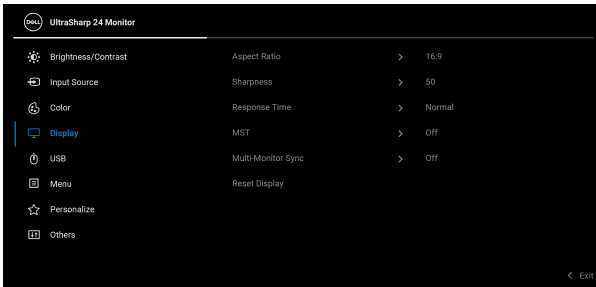 DELL UltraSharp 24 Monitor
Brightness/Contrast Aspect Ratio 16:9
Input Source Sharpness 50
Color Response Time Normal
Display MST Off
USB Multi-Monitor Sync Off
Menu Reset Display
Personalize
Others
Exit